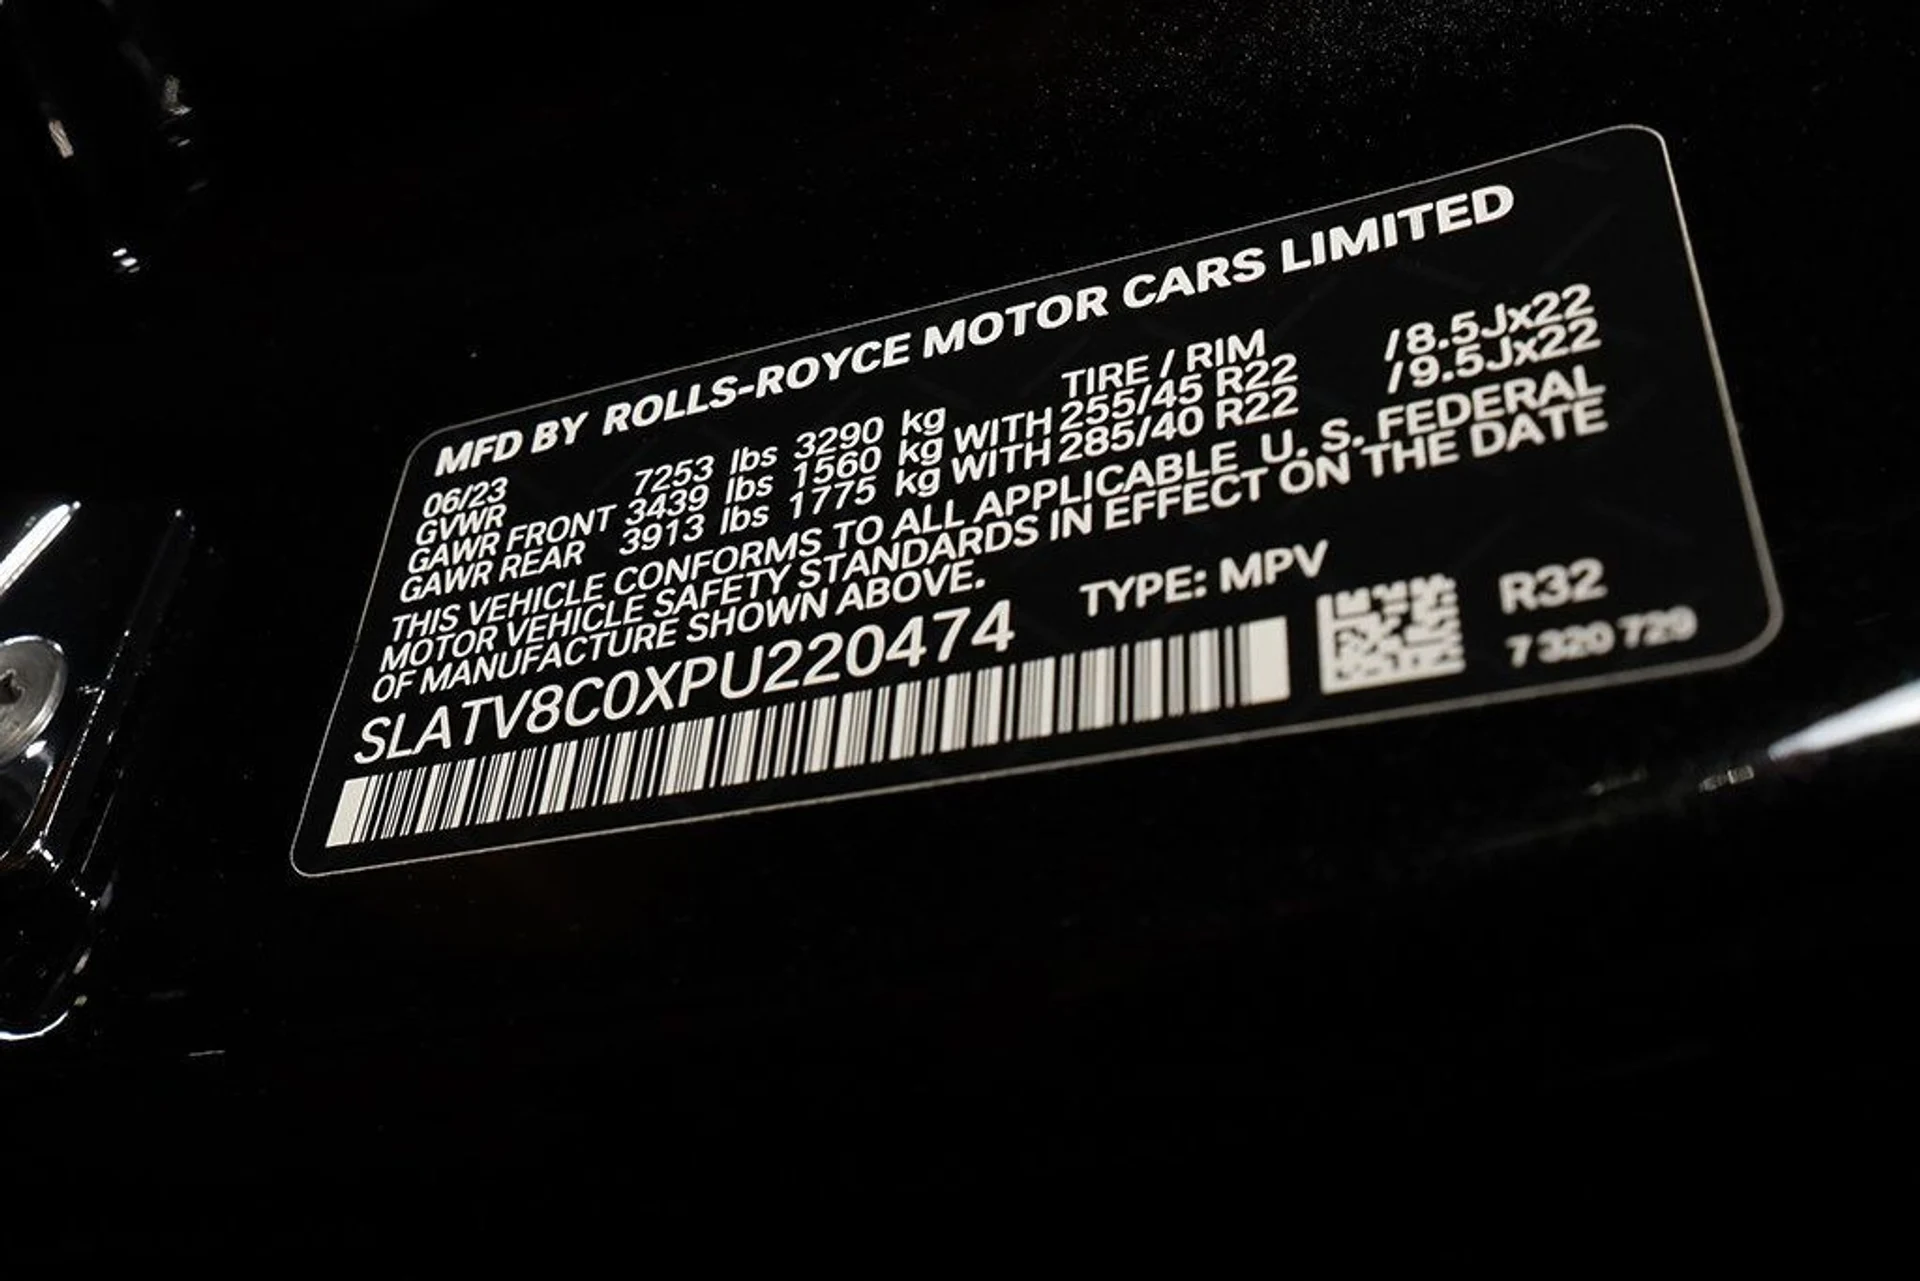 MFD BY ROLLS-ROYCE MOTOR CARS LIMITED
06/23 TIRE / RIM
GVWR 7253 lbs 3290 kg
GAWR FRONT 3439 lbs 1560 kg WITH 255/45 R22 /8.5Jx22
GAWR REAR 3913 lbs 1775 kg WITH 285/40 R22 /9.5Jx22
THIS VEHICLE CONFORMS TO ALL APPLICABLE U. S. FEDERAL
MOTOR VEHICLE SAFETY STANDARDS IN EFFECT ON THE DATE
OF MANUFACTURE SHOWN ABOVE.
SLATV8C0XPU220474 TYPE: MPV
R32
7 320 729